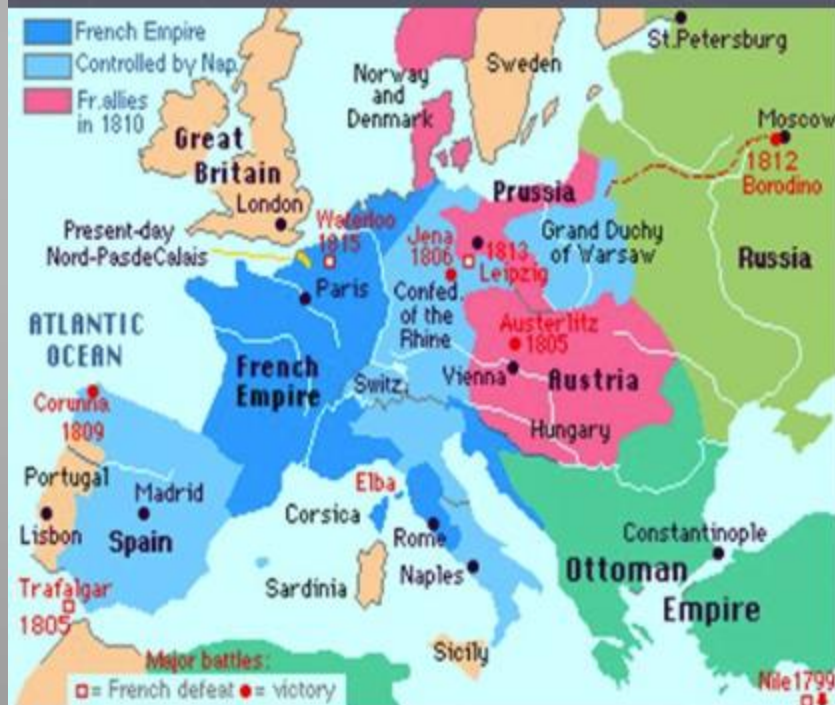 French Empire
Controlled by Nap.
Fr. allies
in 1810
Norway
and
Denmark
Sweden
St.Petersburg
Moscow
1812
Borodino
Great
Britain
London
Present-day
Nord-PasdeCalais
Waterloo
1815
Prussia
Jena
1806
1813
Leipzig
Grand Duchy
of Warsaw
Russia
Paris
Confed.
of the
Rhine
Austerlitz
1805
ATLANTIC
OCEAN
French
Empire
Switz.
Vienna
Austria
Hungary
Corunna
1809
Portugal
Madrid
Lisbon
Spain
Elba
Corsica
Rome
Naples
Sardinia
Constantinople
Ottoman
Empire
Trafalgar
1805
Sicily
Major battles:
= French defeat = victory
Nile 1799